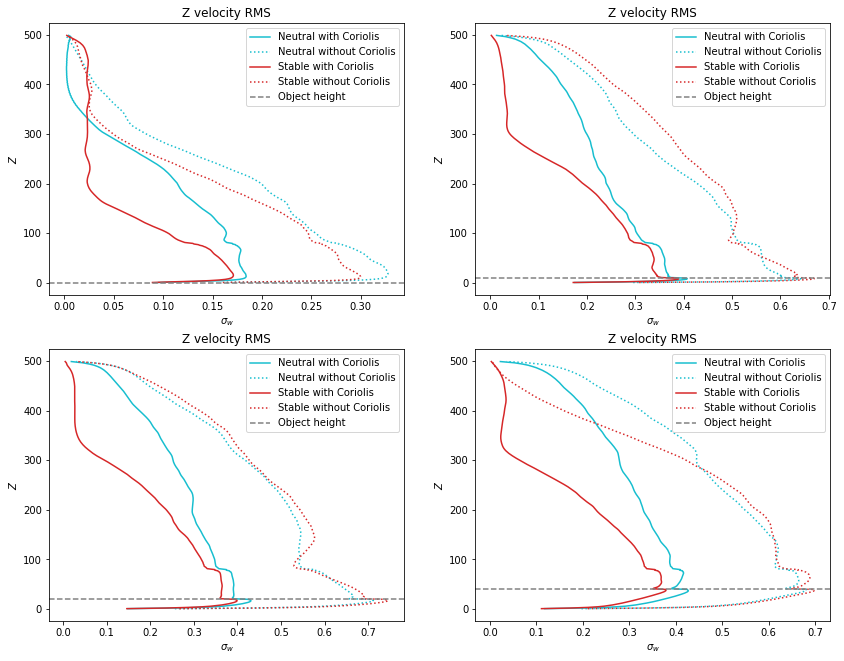 Z velocity RMS
Z
500
400
300
200
100
0
Neutral with Coriolis
Neutral without Coriolis
Stable with Coriolis
Stable without Coriolis
Object height
0.00 0.05 0.10 0.15 0.20 0.25 0.30
σw
Z velocity RMS
Z
500
400
300
200
100
0
Neutral with Coriolis
Neutral without Coriolis
Stable with Coriolis
Stable without Coriolis
Object height
0.0 0.1 0.2 0.3 0.4 0.5 0.6 0.7
σw
Z velocity RMS
Z
500
400
300
200
100
0
Neutral with Coriolis
Neutral without Coriolis
Stable with Coriolis
Stable without Coriolis
Object height
0.0 0.1 0.2 0.3 0.4 0.5 0.6 0.7
σw
Z velocity RMS
Z
500
400
300
200
100
0
Neutral with Coriolis
Neutral without Coriolis
Stable with Coriolis
Stable without Coriolis
Object height
0.0 0.1 0.2 0.3 0.4 0.5 0.6 0.7
σw